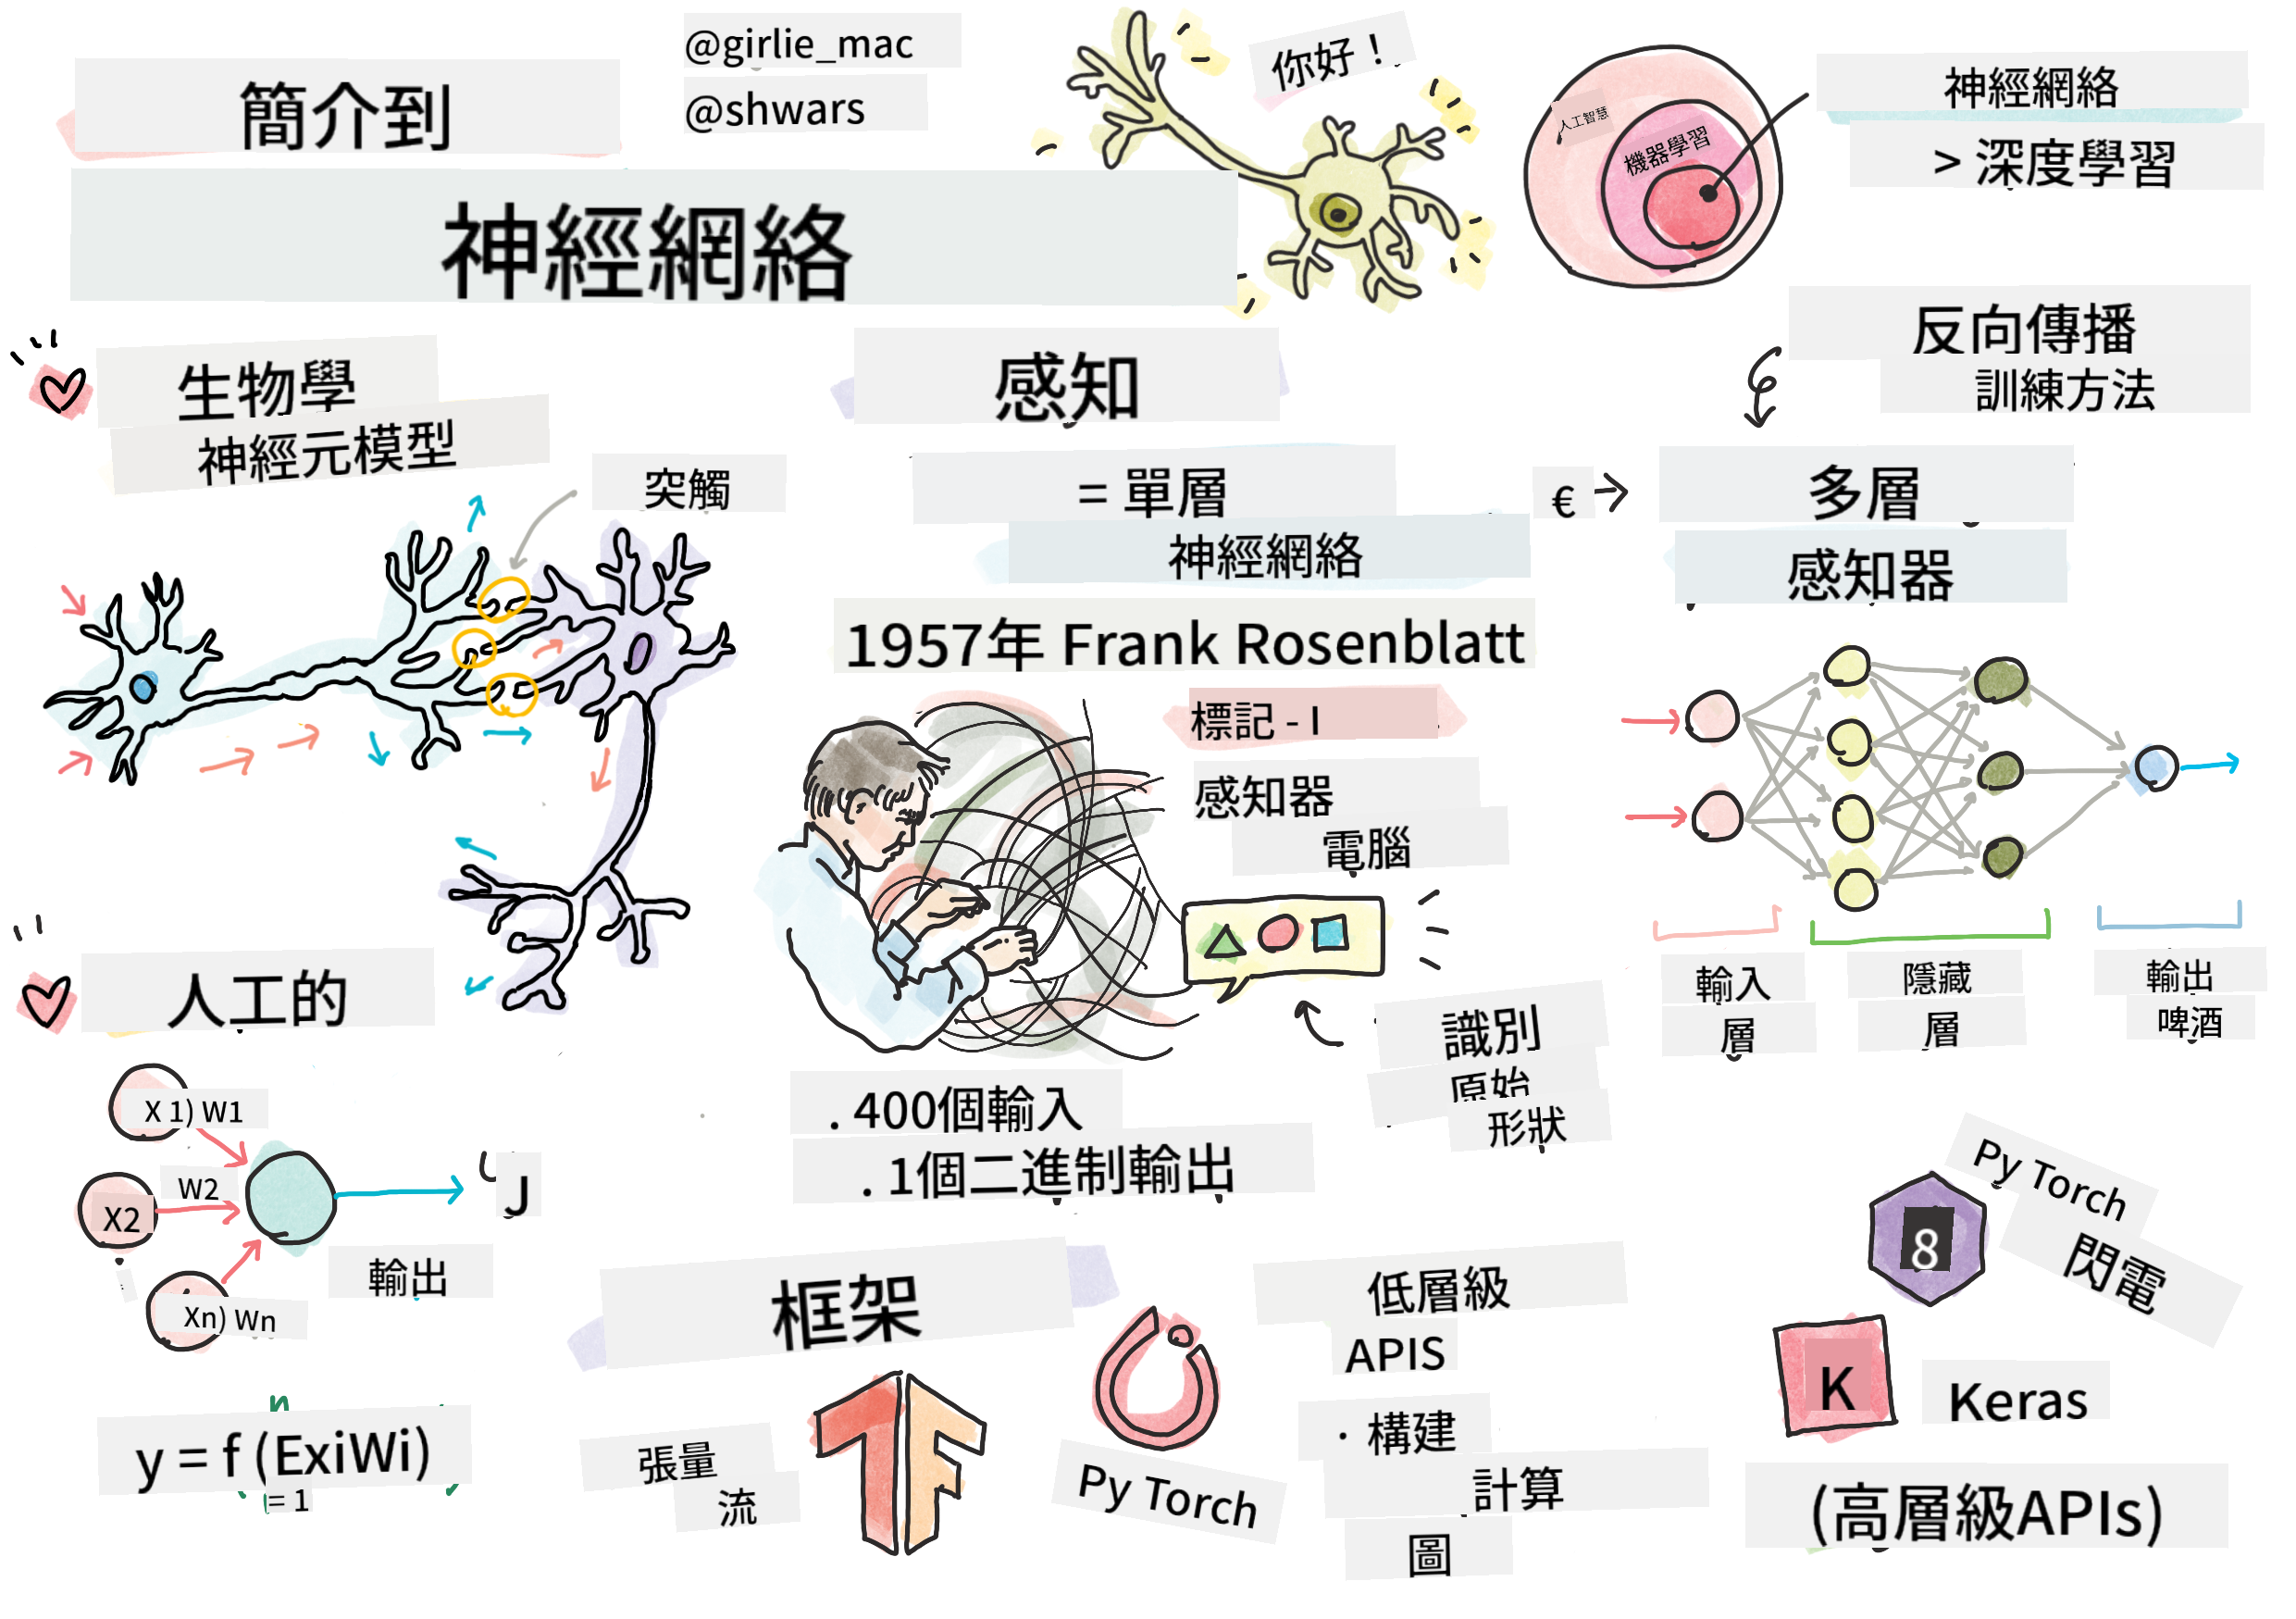 簡介到
@girlie_mac
@shwars
神經網絡
你好！
人工智慧
機器學習
神經網絡
> 深度學習
生物學
神經元模型
突觸
感知
= 單層
神經網絡
1957年 Frank Rosenblatt
標記 - I
感知器
電腦
識別
原始
形狀
. 400個輸入
. 1個二進制輸出
反向傳播
訓練方法
€
多層
感知器
輸入
層
隱藏
層
輸出
啤酒
人工的
X 1) W1
W2
X2
Xn) Wn
J
輸出
n
y = f (ExiWi)
= 1
框架
張量
流
TF
Py Torch
低層級
APIS
· 構建
計算
圖
Py Torch
閃電
8
K
Keras
(高層級APIs)